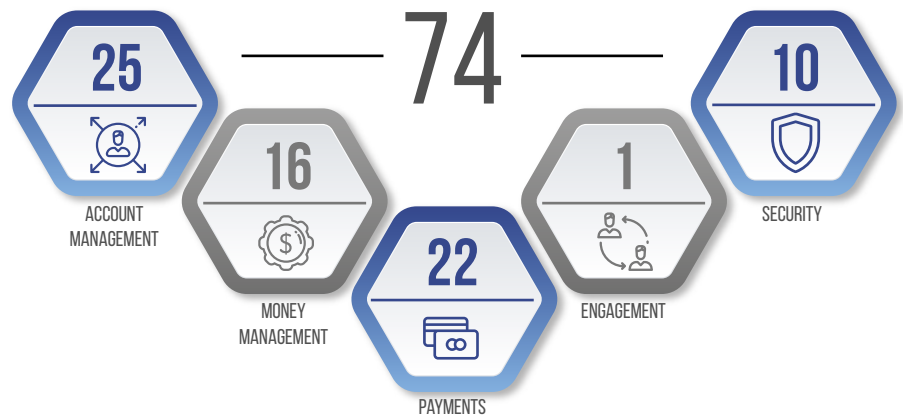 74
25
ACCOUNT
MANAGEMENT
16
$
MONEY
MANAGEMENT
22
PAYMENTS
1
ENGAGEMENT
10
SECURITY